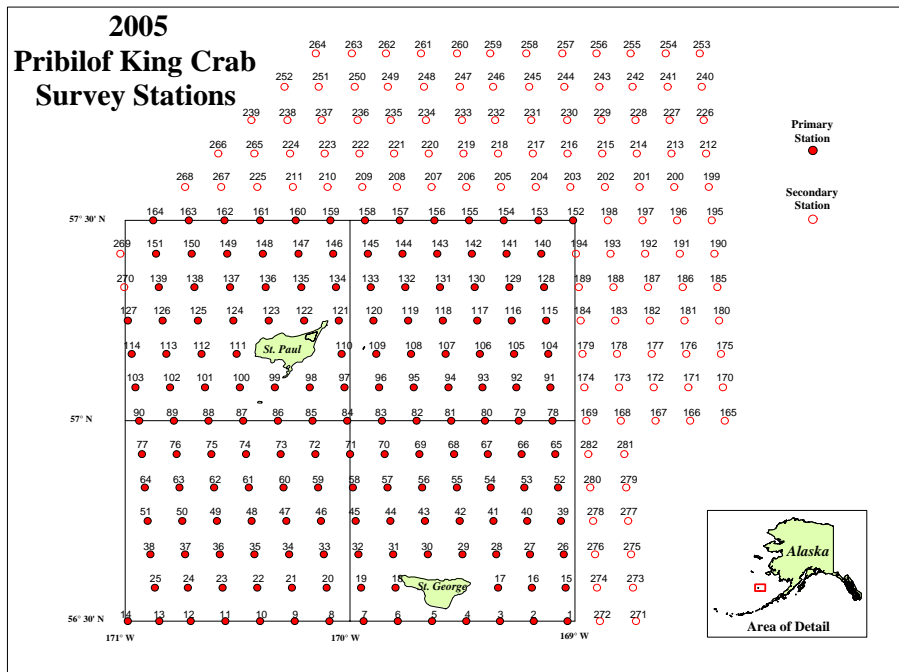 2005
Pribilof King Crab
Survey Stations
264 263 262 261 260 259 258 257 256 255 254 253
252 251 250 249 248 247 246 245 244 243 242 241 240
239 238 237 236 235 234 233 232 231 230 229 228 227 226
Primary
Station
266 265 224 223 222 221 220 219 218 217 216 215 214 213 212
268 267 225 211 210 209 208 207 206 205 204 203 202 201 200 199
Secondary
Station
57° 30' N
164 163 162 161 160 159 158 157 156 155 154 153 152 198 197 196 195
269 151 150 149 148 147 146 145 144 143 142 141 140 194 193 192 191 190
270 139 138 137 136 135 134 133 132 131 130 129 128 189 188 187 186 185
127 126 125 124 123 122 121 120 119 118 117 116 115 184 183 182 181 180
St. Paul
114 113 112 111 110 109 108 107 106 105 104 179 178 177 176 175
103 102 101 100 99 98 97 96 95 94 93 92 91 174 173 172 171 170
57° N
90 89 88 87 86 85 84 83 82 81 80 79 78 169 168 167 166 165
77 76 75 74 73 72 71 70 69 68 67 66 65 282 281
64 63 62 61 60 59 58 57 56 55 54 53 52 280 279
51 50 49 48 47 46 45 44 43 42 41 40 39 278 277
38 37 36 35 34 33 32 31 30 29 28 27 26 276 275
25 24 23 22 21 20 19 18 17 16 15 274 273
St. George
56° 30' N
14 13 12 11 10 9 8 7 6 5 4 3 2 1 272 271
171° W 170° W 169° W
Alaska
Area of Detail